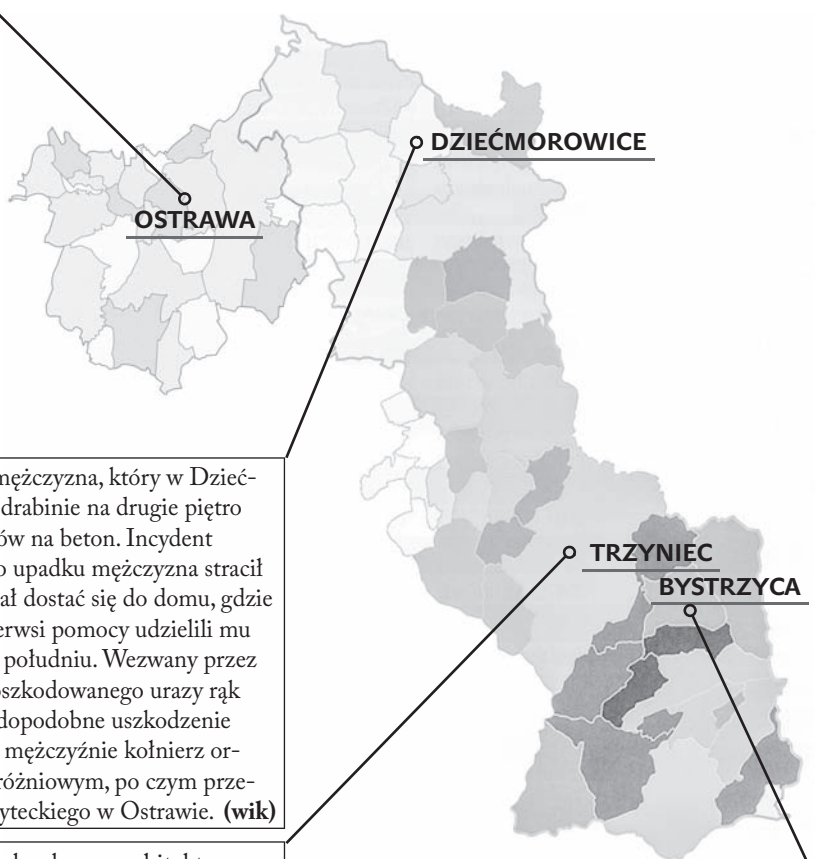 DZIEĆMOROWICE
OSTRAWA
mężczyzna, który w Dzieć-
drabinie na drugie piętro
ów na beton. Incydent
o upadku mężczyzna stracił
ał dostać się do domu, gdzie
erwsi pomocy udzielili mu
południu. Wezwany przez
oszkodowanego urazy rąk
dopodobne uszkodzenie
mężczyźnie kołnierz or-
różniowym, po czym prze-
yteckiego w Ostrawie. (wik)
TRZYNIEC
BYSTRZYCA